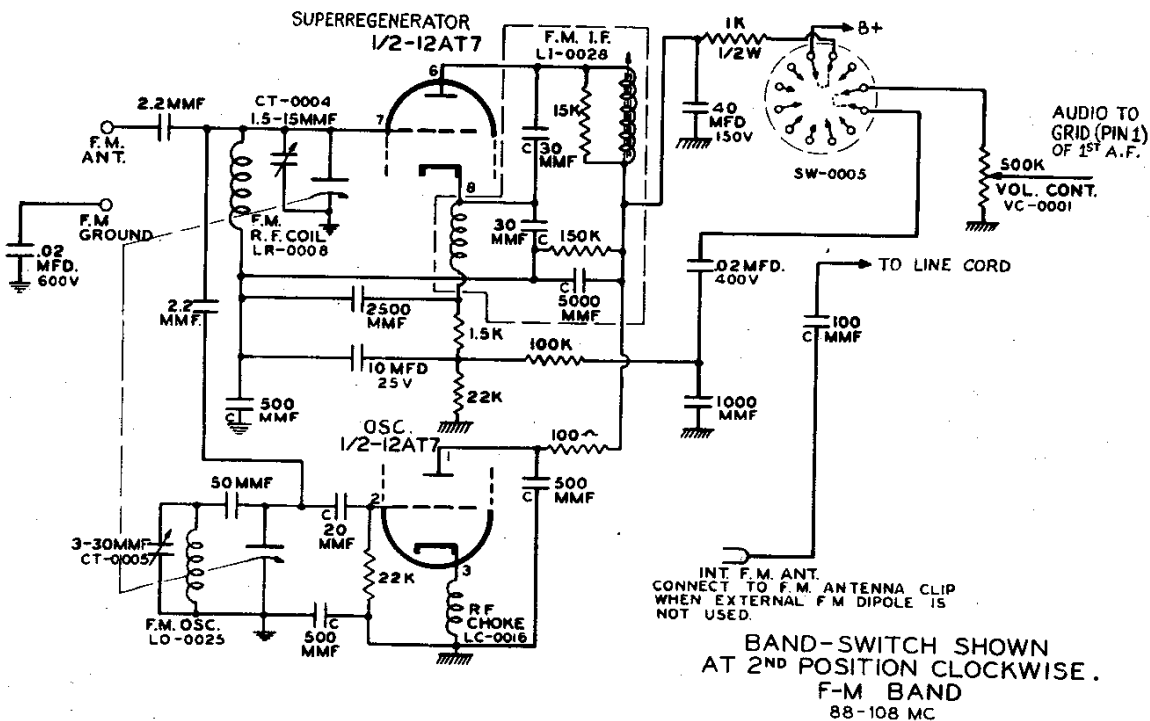 SUPERREGENERATOR
1/2-12AT7
6
7
8
F.M. I.F.
L1-0028
1K
1/2W
B+
2.2MMF
CT-0004
1.5-15MMF
F.M.
ANT.
15K
C 30
MMF
40
MFD
150V
SW-0005
AUDIO TO
GRID (PIN 1)
OF 1ST A.F.
500K
VOL. CONT.
VC-0001
F.M
GROUND
.02
MFD.
600V
F.M.
R.F. COIL
LR-0008
30
MMF C
150K
C 5000
MMF
.02 MFD.
400V
TO LINE CORD
C 100
MMF
2.2
MMF.
2500
MMF
1.5K
10 MFD
25V
100K
22K
C 500
MMF
1000
MMF
OSC.
1/2-12AT7
1
2
3
100~
C 500
MMF
50 MMF
C 20
MMF
3-30MMF
CT-0005
22K
F.M. OSC.
LO-0025
C
500
MMF
RF
CHOKE
LC-0016
INT. F.M. ANT.
CONNECT TO F.M. ANTENNA CLIP
WHEN EXTERNAL F M DIPOLE IS
NOT USED.
BAND-SWITCH SHOWN
AT 2ND POSITION CLOCKWISE.
F-M BAND
88-108 MC